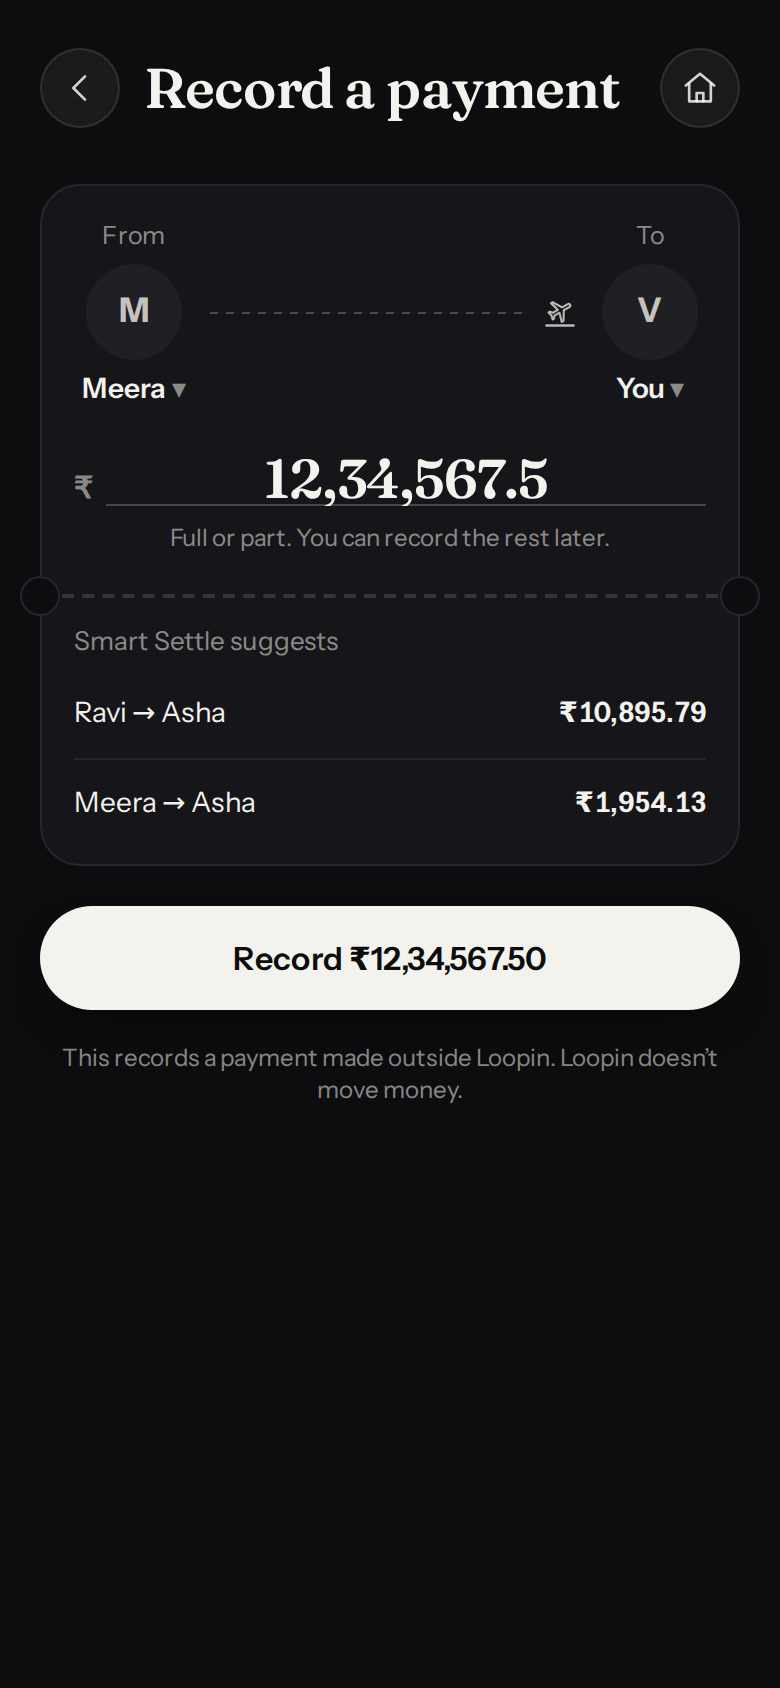 Record a payment
From
To
M
V
Meera ▾
You ▾
₹ 12,34,567.5
Full or part. You can record the rest later.
Smart Settle suggests
Ravi → Asha ₹10,895.79
Meera → Asha ₹1,954.13
Record ₹12,34,567.50
This records a payment made outside Loopin. Loopin doesn’t
move money.